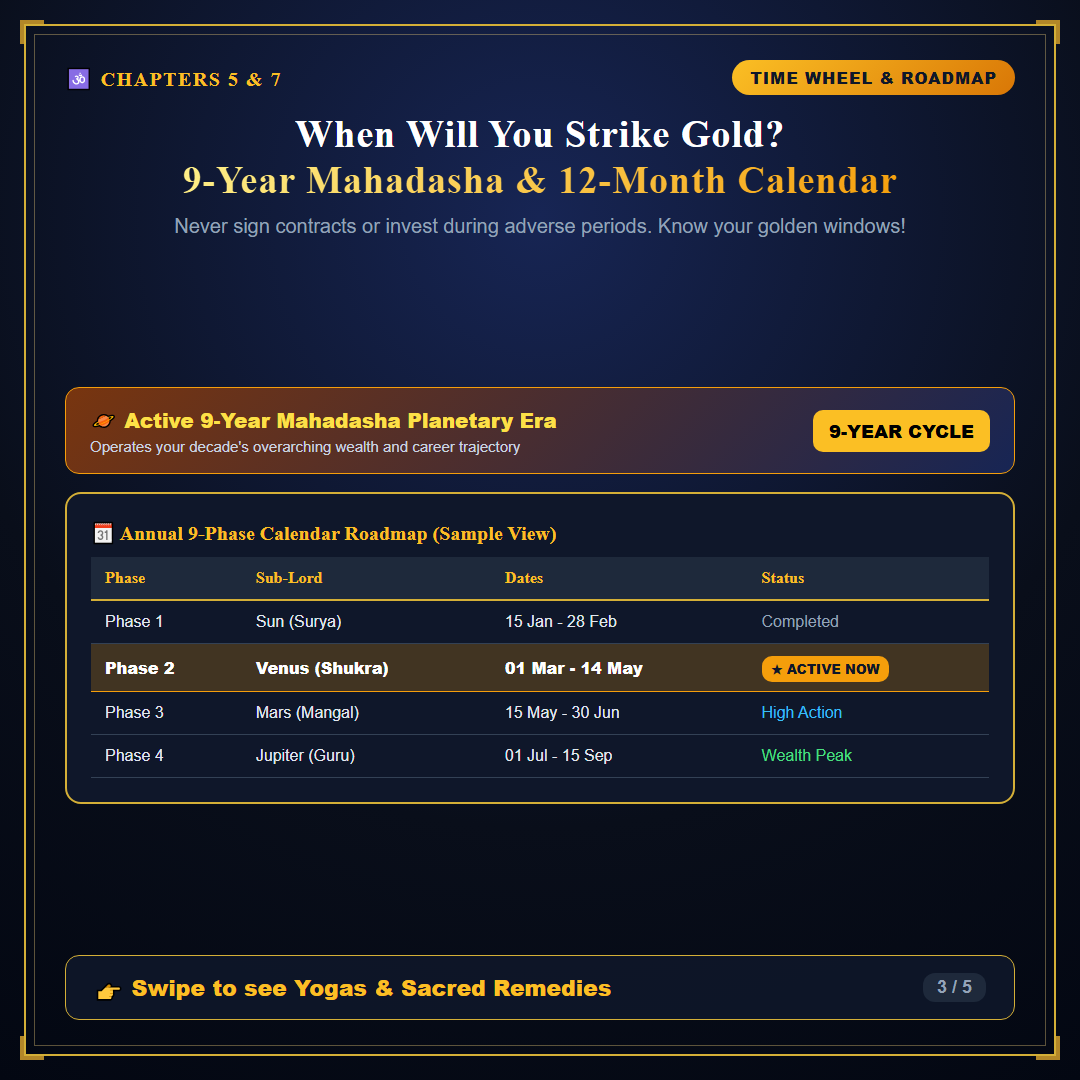 🕉 CHAPTERS 5 & 7
TIME WHEEL & ROADMAP
When Will You Strike Gold?
9-Year Mahadasha & 12-Month Calendar
Never sign contracts or invest during adverse periods. Know your golden windows!
🪐 Active 9-Year Mahadasha Planetary Era
Operates your decade's overarching wealth and career trajectory
9-YEAR CYCLE
📅 Annual 9-Phase Calendar Roadmap (Sample View)
Phase Sub-Lord Dates Status
Phase 1 Sun (Surya) 15 Jan - 28 Feb Completed
Phase 2 Venus (Shukra) 01 Mar - 14 May ★ ACTIVE NOW
Phase 3 Mars (Mangal) 15 May - 30 Jun High Action
Phase 4 Jupiter (Guru) 01 Jul - 15 Sep Wealth Peak
👉 Swipe to see Yogas & Sacred Remedies
3 / 5